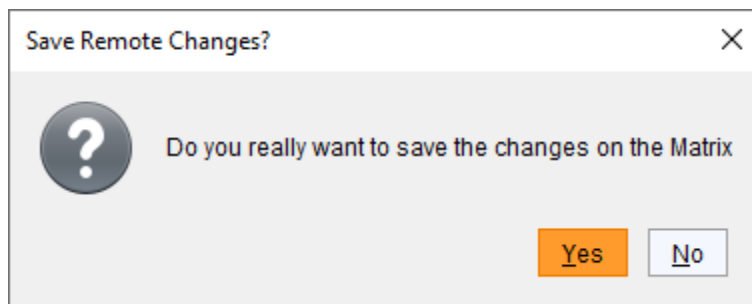 Save Remote Changes?
Do you really want to save the changes on the Matrix
Yes
No